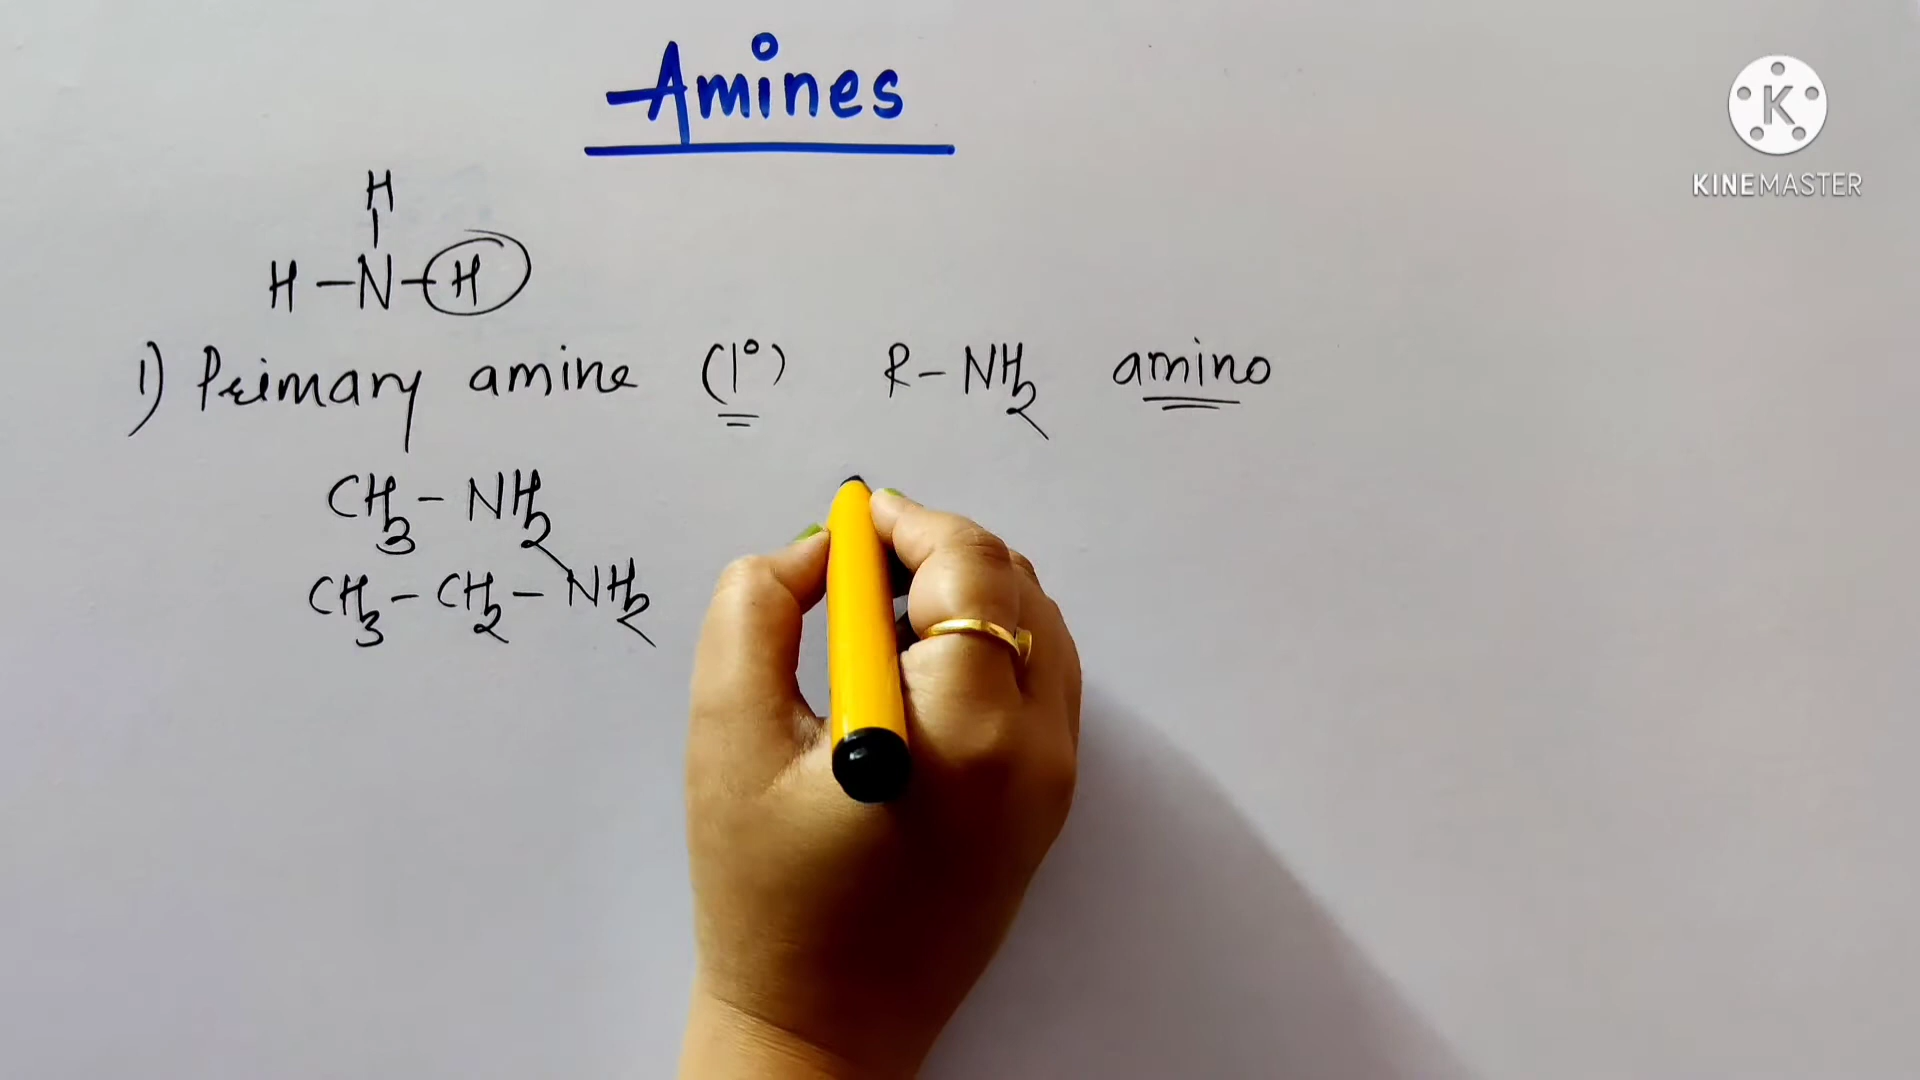 Amines
K
KINEMASTER
H
H-N-H
1) Primary amine (1°) R-NH2 amino
CH3-NH2
CH3-CH2-NH2